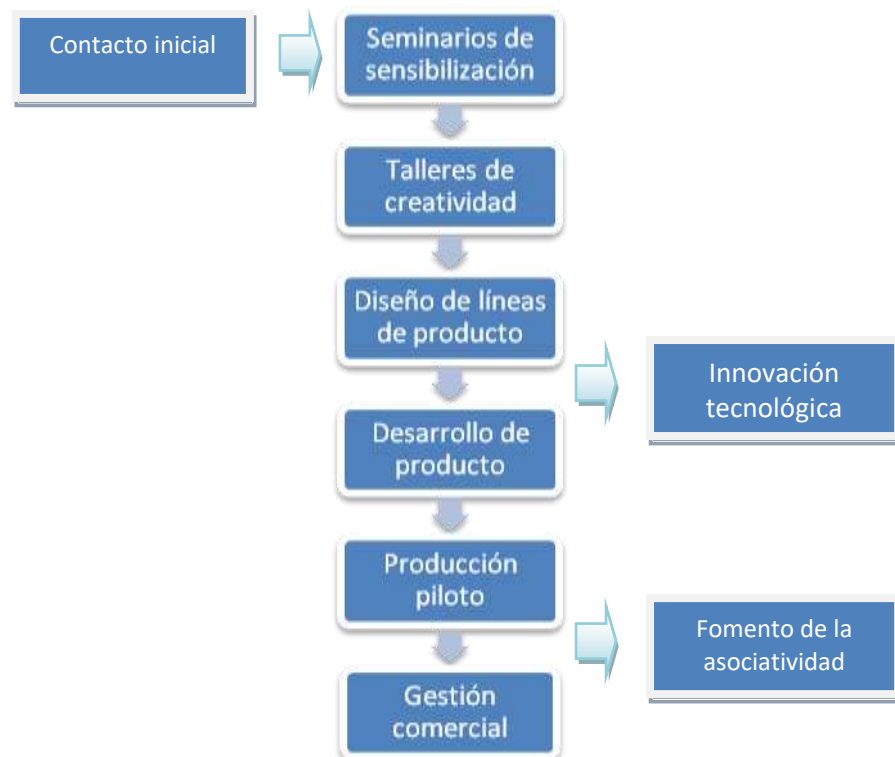 Contacto inicial
Seminarios de
sensibilización
Talleres de
creatividad
Diseño de líneas
de producto
Innovación
tecnológica
Desarrollo de
producto
Producción
piloto
Fomento de la
asociatividad
Gestión
comercial